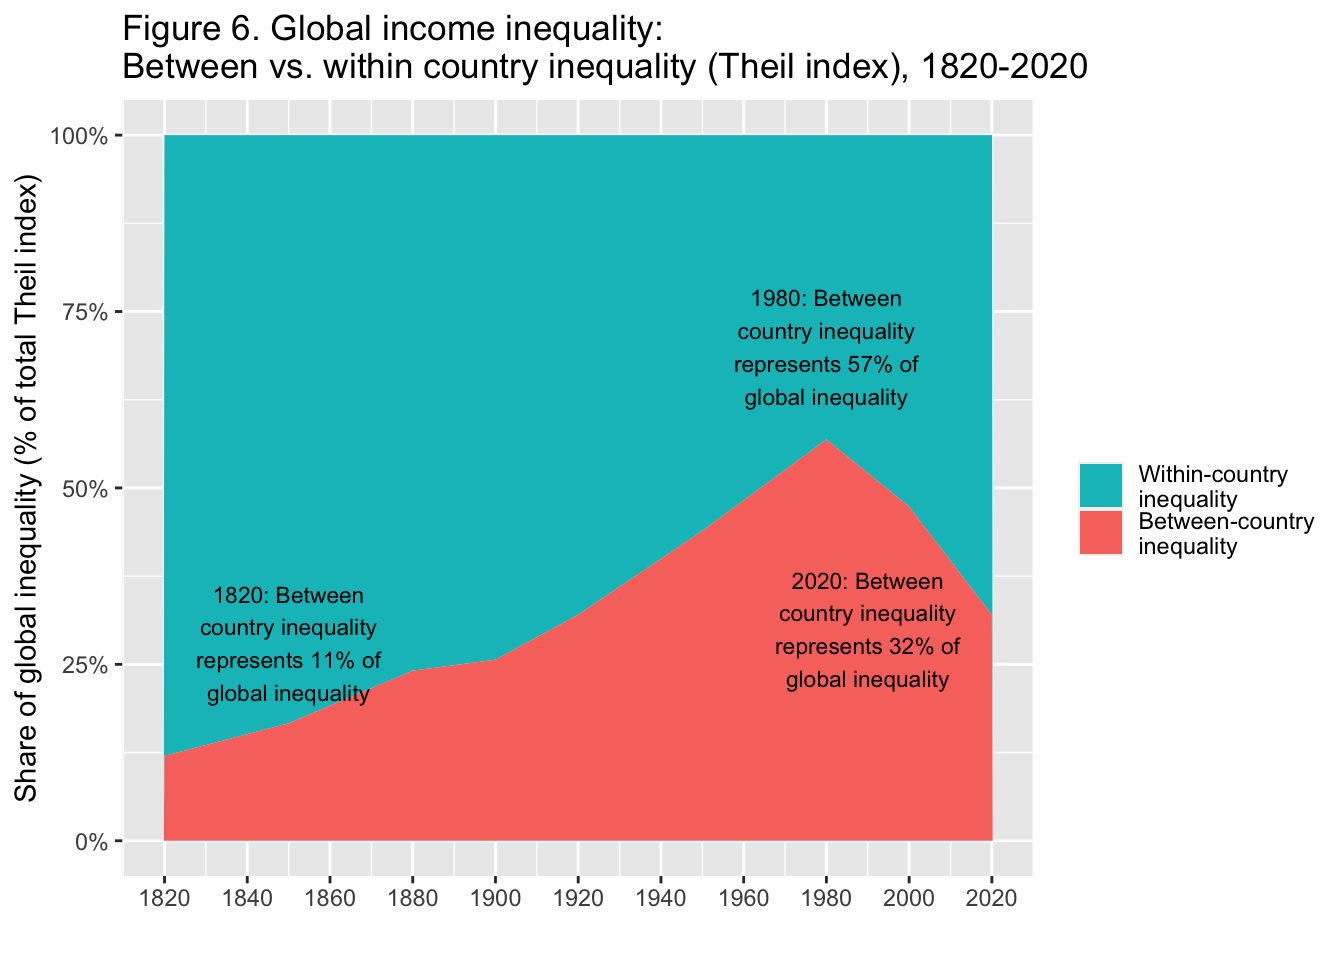 Figure 6. Global income inequality:
Between vs. within country inequality (Theil index), 1820-2020
Share of global inequality (% of total Theil index)
100%
75%
50%
25%
0%
1980: Between
country inequality
represents 57% of
global inequality
1820: Between
country inequality
represents 11% of
global inequality
2020: Between
country inequality
represents 32% of
global inequality
1820 1840 1860 1880 1900 1920 1940 1960 1980 2000 2020
Within-country
inequality
Between-country
inequality